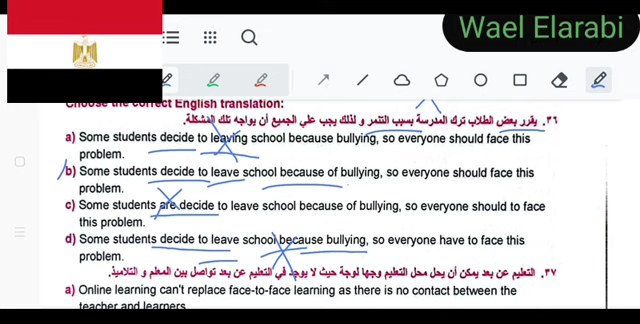 Wael Elarabi
Choose the correct English translation:
٣٦. يقرر بعض الطلاب ترك المدرسة بسبب التنمر و لذلك يجب علي الجميع أن يواجه تلك المشكلة.
a) Some students decide to leaving school because bullying, so everyone should face this
problem.
b) Some students decide to leave school because of bullying, so everyone should face this
problem.
c) Some students are decide to leave school because of bullying, so everyone should to face
this problem.
d) Some students decide to leave school because bullying, so everyone have to face this
problem.
٣٧. التعليم عن بعد يمكن أن يحل محل التعليم وجها لوجة حيث لا يوجد في التعليم عن بعد تواصل بين المعلم و التلاميذ.
a) Online learning can't replace face-to-face learning as there is no contact between the
teacher and learners.